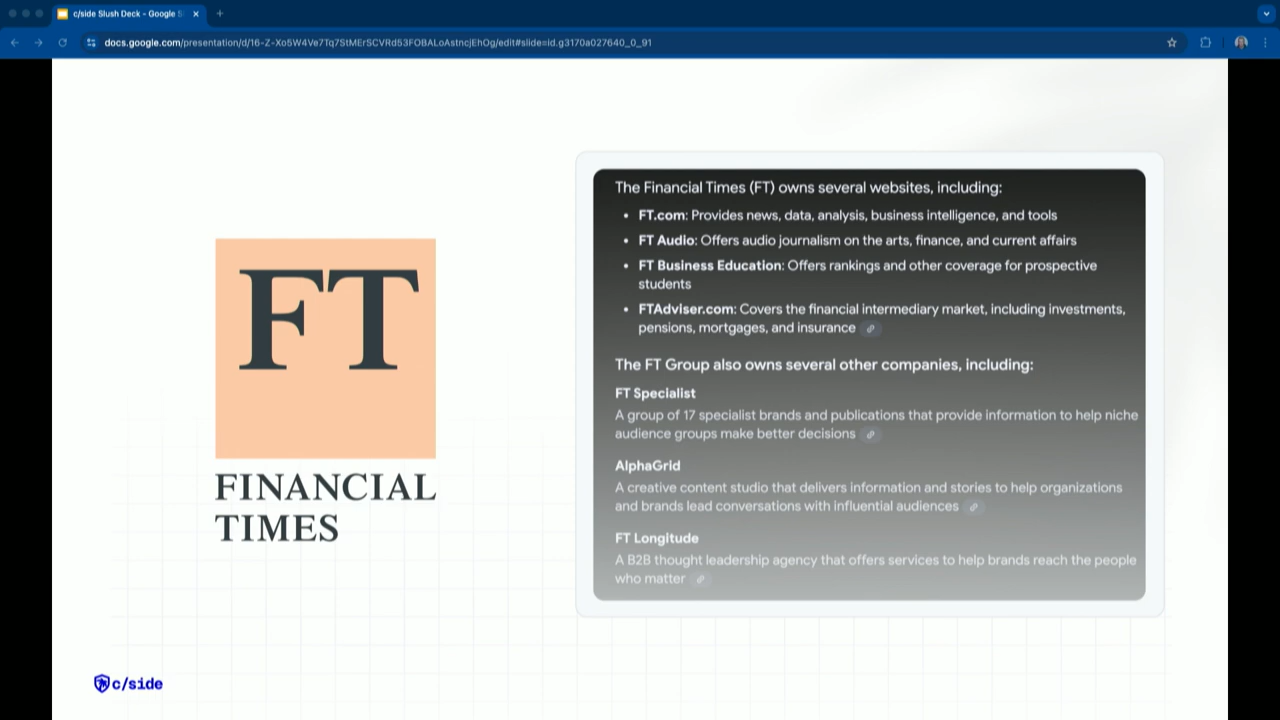 c/side Slush Deck - Google S
docs.google.com/presentation/d/16-Z-Xo5W4Ve7Tq7StMErSCVRd53FOBALoAstncjEhOg/edit#slide=id.g3170a027640_0_91
FT
FINANCIAL
TIMES
The Financial Times (FT) owns several websites, including:
• FT.com: Provides news, data, analysis, business intelligence, and tools
• FT Audio: Offers audio journalism on the arts, finance, and current affairs
• FT Business Education: Offers rankings and other coverage for prospective
students
• FTAdviser.com: Covers the financial intermediary market, including investments,
pensions, mortgages, and insurance
The FT Group also owns several other companies, including:
FT Specialist
A group of 17 specialist brands and publications that provide information to help niche
audience groups make better decisions
AlphaGrid
A creative content studio that delivers information and stories to help organizations
and brands lead conversations with influential audiences
FT Longitude
A B2B thought leadership agency that offers services to help brands reach the people
who matter
c/side